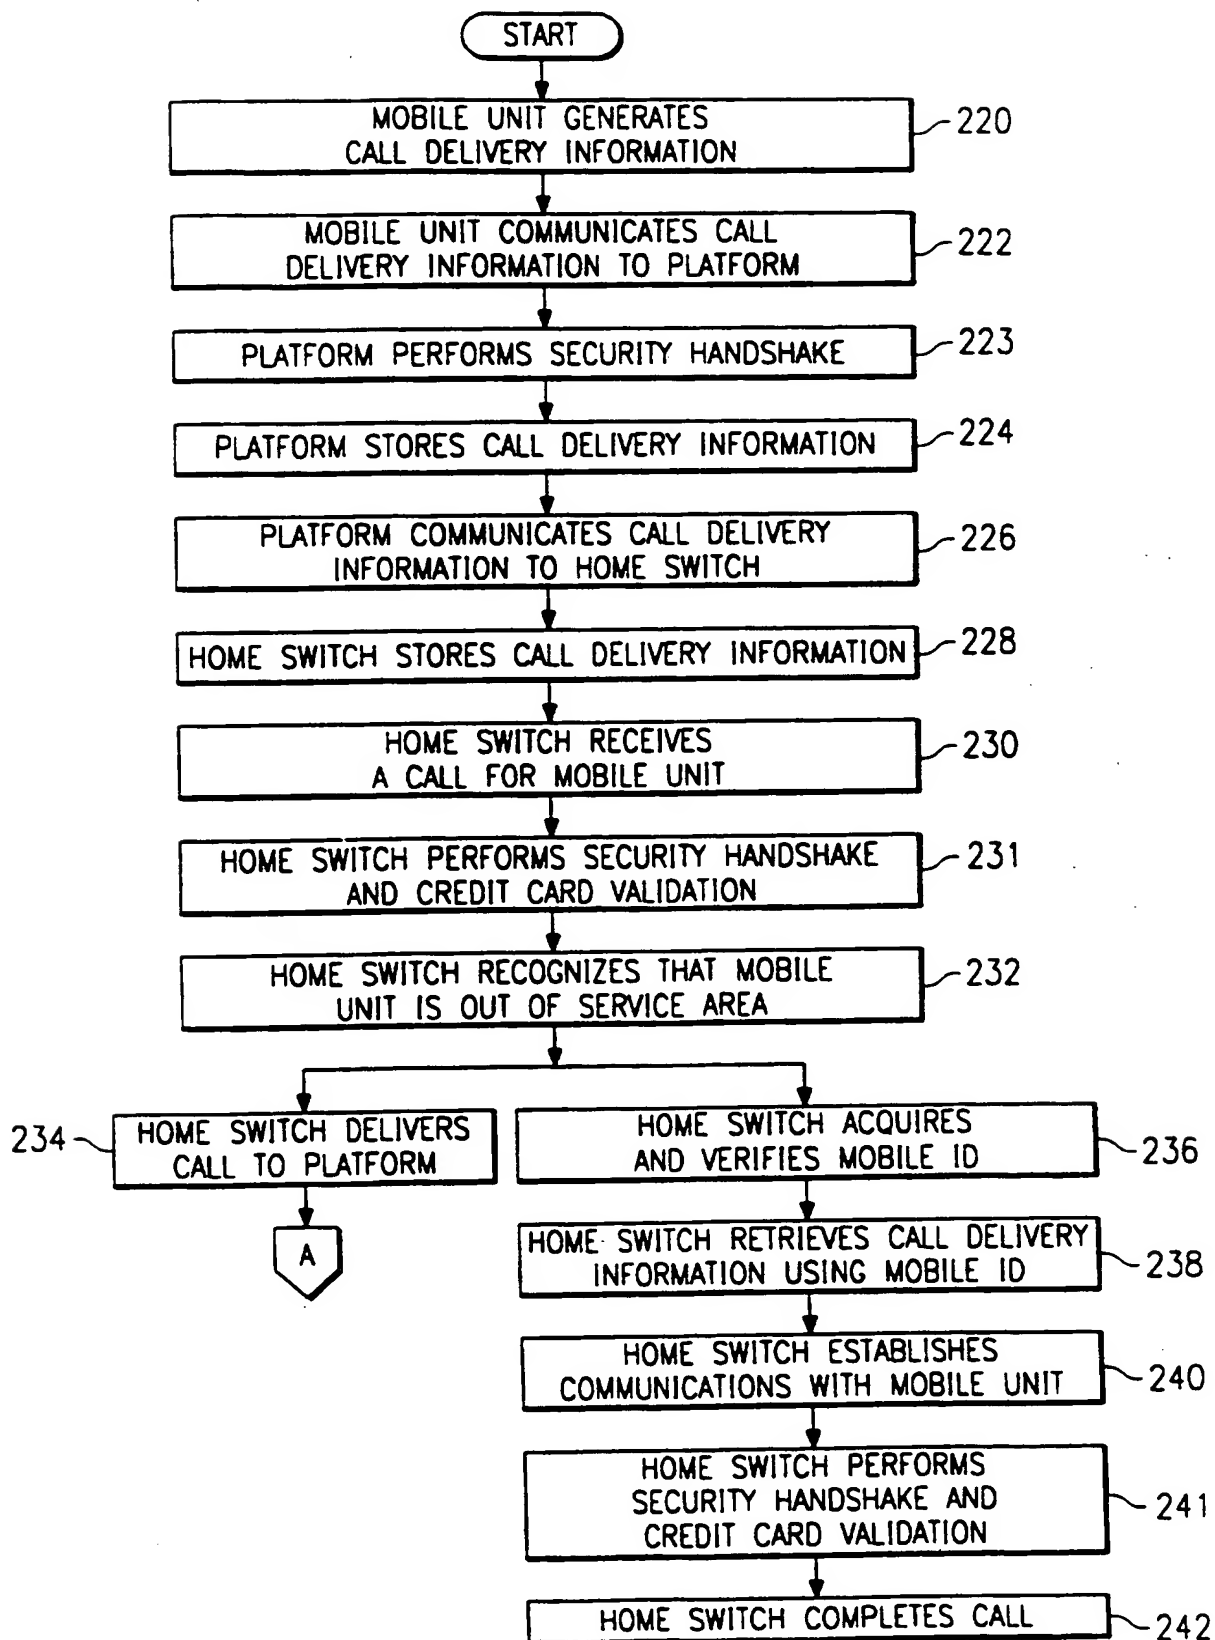 START
MOBILE UNIT GENERATES
CALL DELIVERY INFORMATION
220
MOBILE UNIT COMMUNICATES CALL
DELIVERY INFORMATION TO PLATFORM
222
PLATFORM PERFORMS SECURITY HANDSHAKE
223
PLATFORM STORES CALL DELIVERY INFORMATION
224
PLATFORM COMMUNICATES CALL DELIVERY
INFORMATION TO HOME SWITCH
226
HOME SWITCH STORES CALL DELIVERY INFORMATION
228
HOME SWITCH RECEIVES
A CALL FOR MOBILE UNIT
230
HOME SWITCH PERFORMS SECURITY HANDSHAKE
AND CREDIT CARD VALIDATION
231
HOME SWITCH RECOGNIZES THAT MOBILE
UNIT IS OUT OF SERVICE AREA
232
234
HOME SWITCH DELIVERS
CALL TO PLATFORM
A
HOME SWITCH ACQUIRES
AND VERIFIES MOBILE ID
236
HOME SWITCH RETRIEVES CALL DELIVERY
INFORMATION USING MOBILE ID
238
HOME SWITCH ESTABLISHES
COMMUNICATIONS WITH MOBILE UNIT
240
HOME SWITCH PERFORMS
SECURITY HANDSHAKE AND
CREDIT CARD VALIDATION
241
HOME SWITCH COMPLETES CALL
242